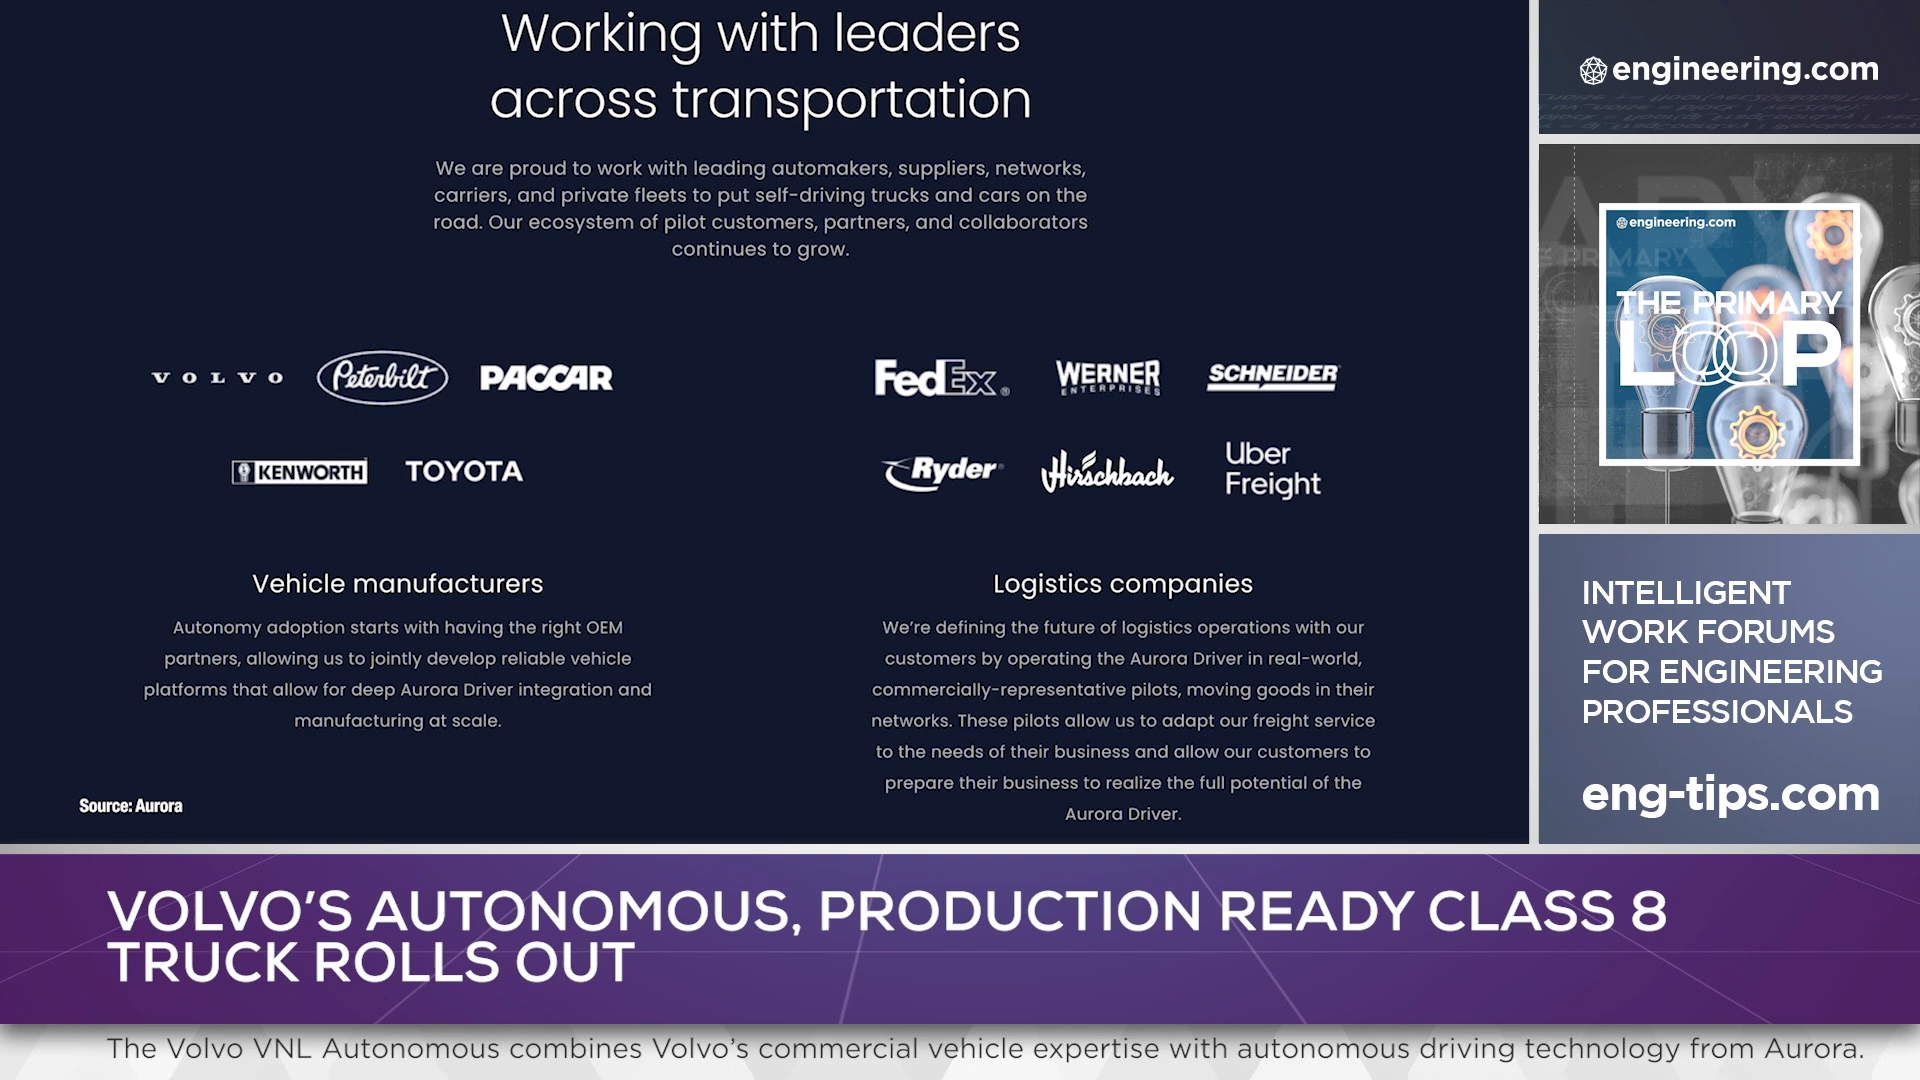 Working with leaders
across transportation
We are proud to work with leading automakers, suppliers, networks,
carriers, and private fleets to put self-driving trucks and cars on the
road. Our ecosystem of pilot customers, partners, and collaborators
continues to grow.
VOLVO Peterbilt PACCAR
KENWORTH TOYOTA
FedEx® WERNER ENTERPRISES SCHNEIDER
Ryder Hirschbach Uber Freight
Vehicle manufacturers
Autonomy adoption starts with having the right OEM
partners, allowing us to jointly develop reliable vehicle
platforms that allow for deep Aurora Driver integration and
manufacturing at scale.
Logistics companies
We're defining the future of logistics operations with our
customers by operating the Aurora Driver in real-world,
commercially-representative pilots, moving goods in their
networks. These pilots allow us to adapt our freight service
to the needs of their business and allow our customers to
prepare their business to realize the full potential of the
Aurora Driver.
Source: Aurora
engineering.com
engineering.com
THE PRIMARY
LOOP
INTELLIGENT
WORK FORUMS
FOR ENGINEERING
PROFESSIONALS
eng-tips.com
VOLVO'S AUTONOMOUS, PRODUCTION READY CLASS 8
TRUCK ROLLS OUT
The Volvo VNL Autonomous combines Volvo's commercial vehicle expertise with autonomous driving technology from Aurora.